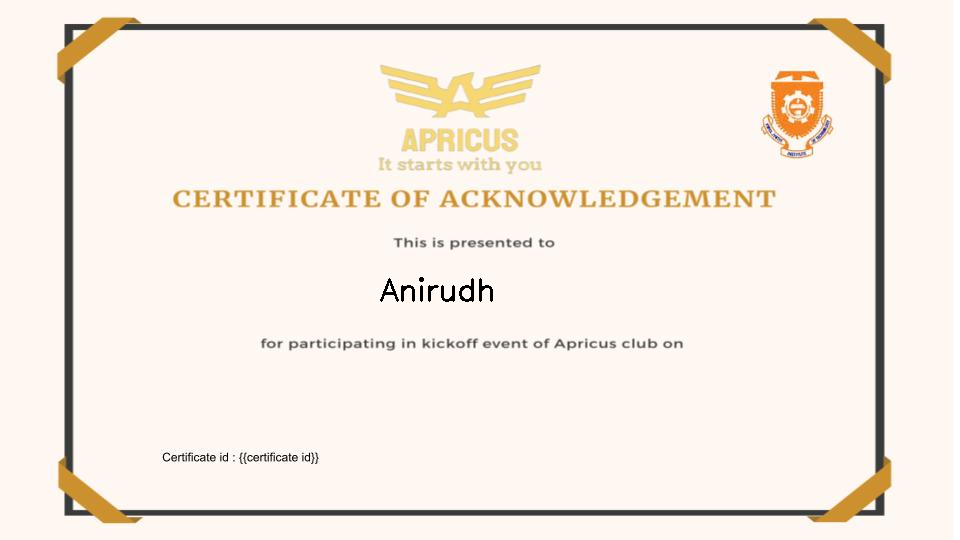 APRICUS
It starts with you
CERTIFICATE OF ACKNOWLEDGEMENT
This is presented to
Anirudh
for participating in kickoff event of Apricus club on
Certificate id : {{certificate id}}